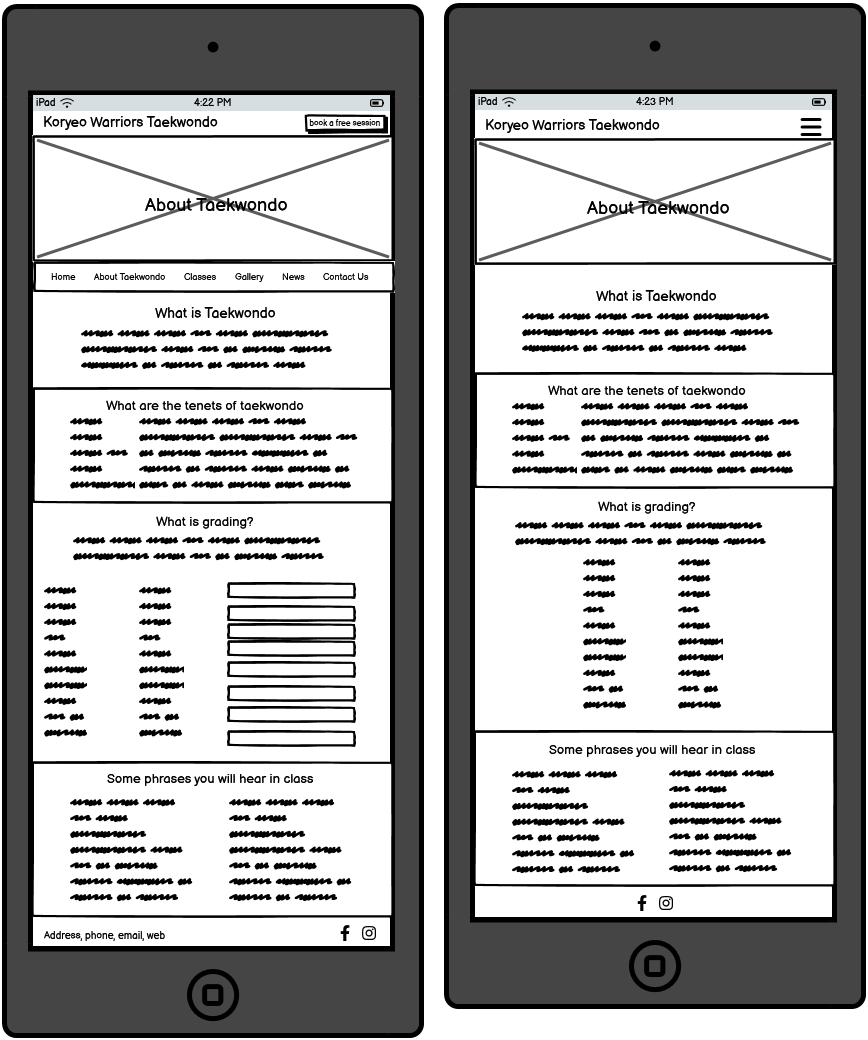 iPad
4:22 PM
Koryeo Warriors Taekwondo
book a free session
About Taekwondo
Home About Taekwondo Classes Gallery News Contact Us
What is Taekwondo
What are the tenets of taekwondo
What is grading?
Some phrases you will hear in class
Address, phone, email, web
iPad
4:23 PM
Koryeo Warriors Taekwondo
About Taekwondo
What is Taekwondo
What are the tenets of taekwondo
What is grading?
Some phrases you will hear in class